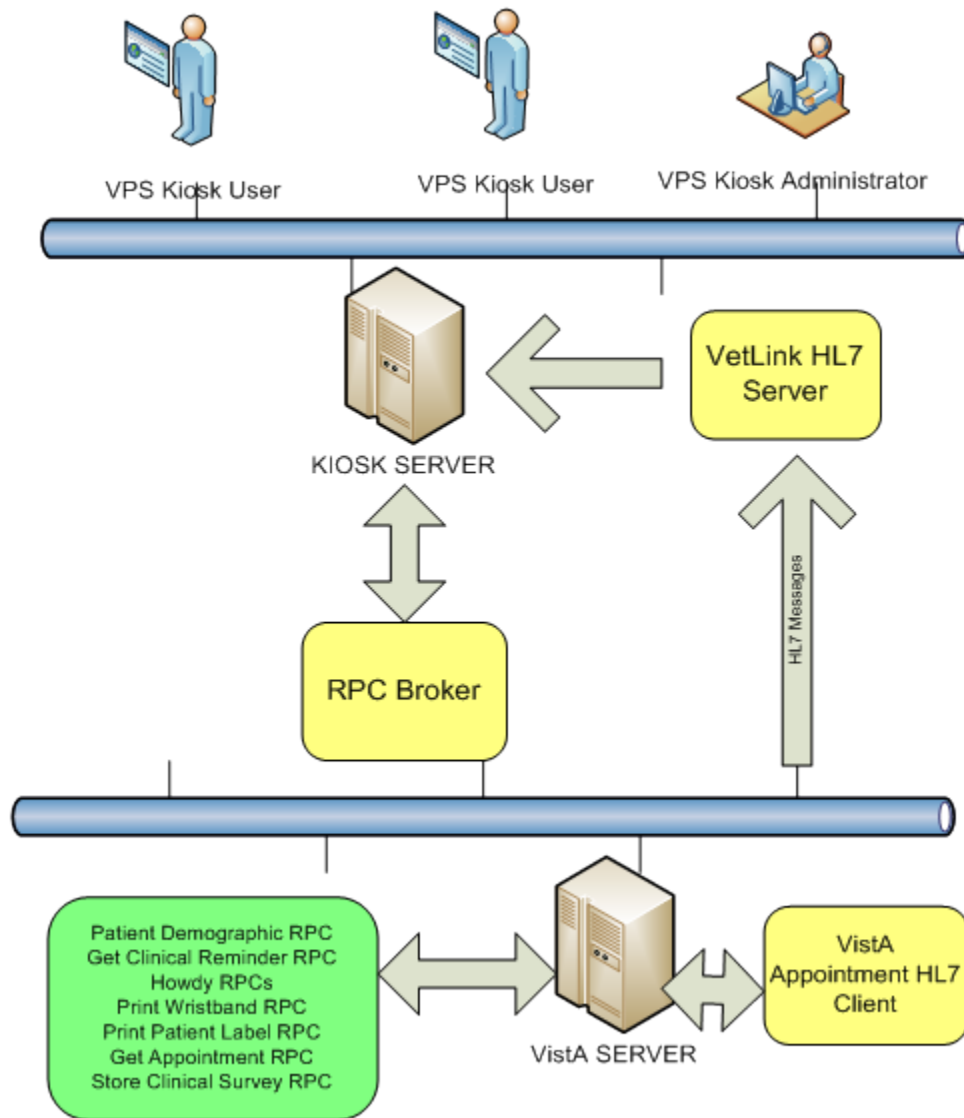 VPS Kiosk User
VPS Kiosk User
VPS Kiosk Administrator
VetLink HL7
Server
KIOSK SERVER
HL7 Messages
RPC Broker
Patient Demographic RPC
Get Clinical Reminder RPC
Howdy RPCs
Print Wristband RPC
Print Patient Label RPC
Get Appointment RPC
Store Clinical Survey RPC
VistA SERVER
VistA
Appointment HL7
Client